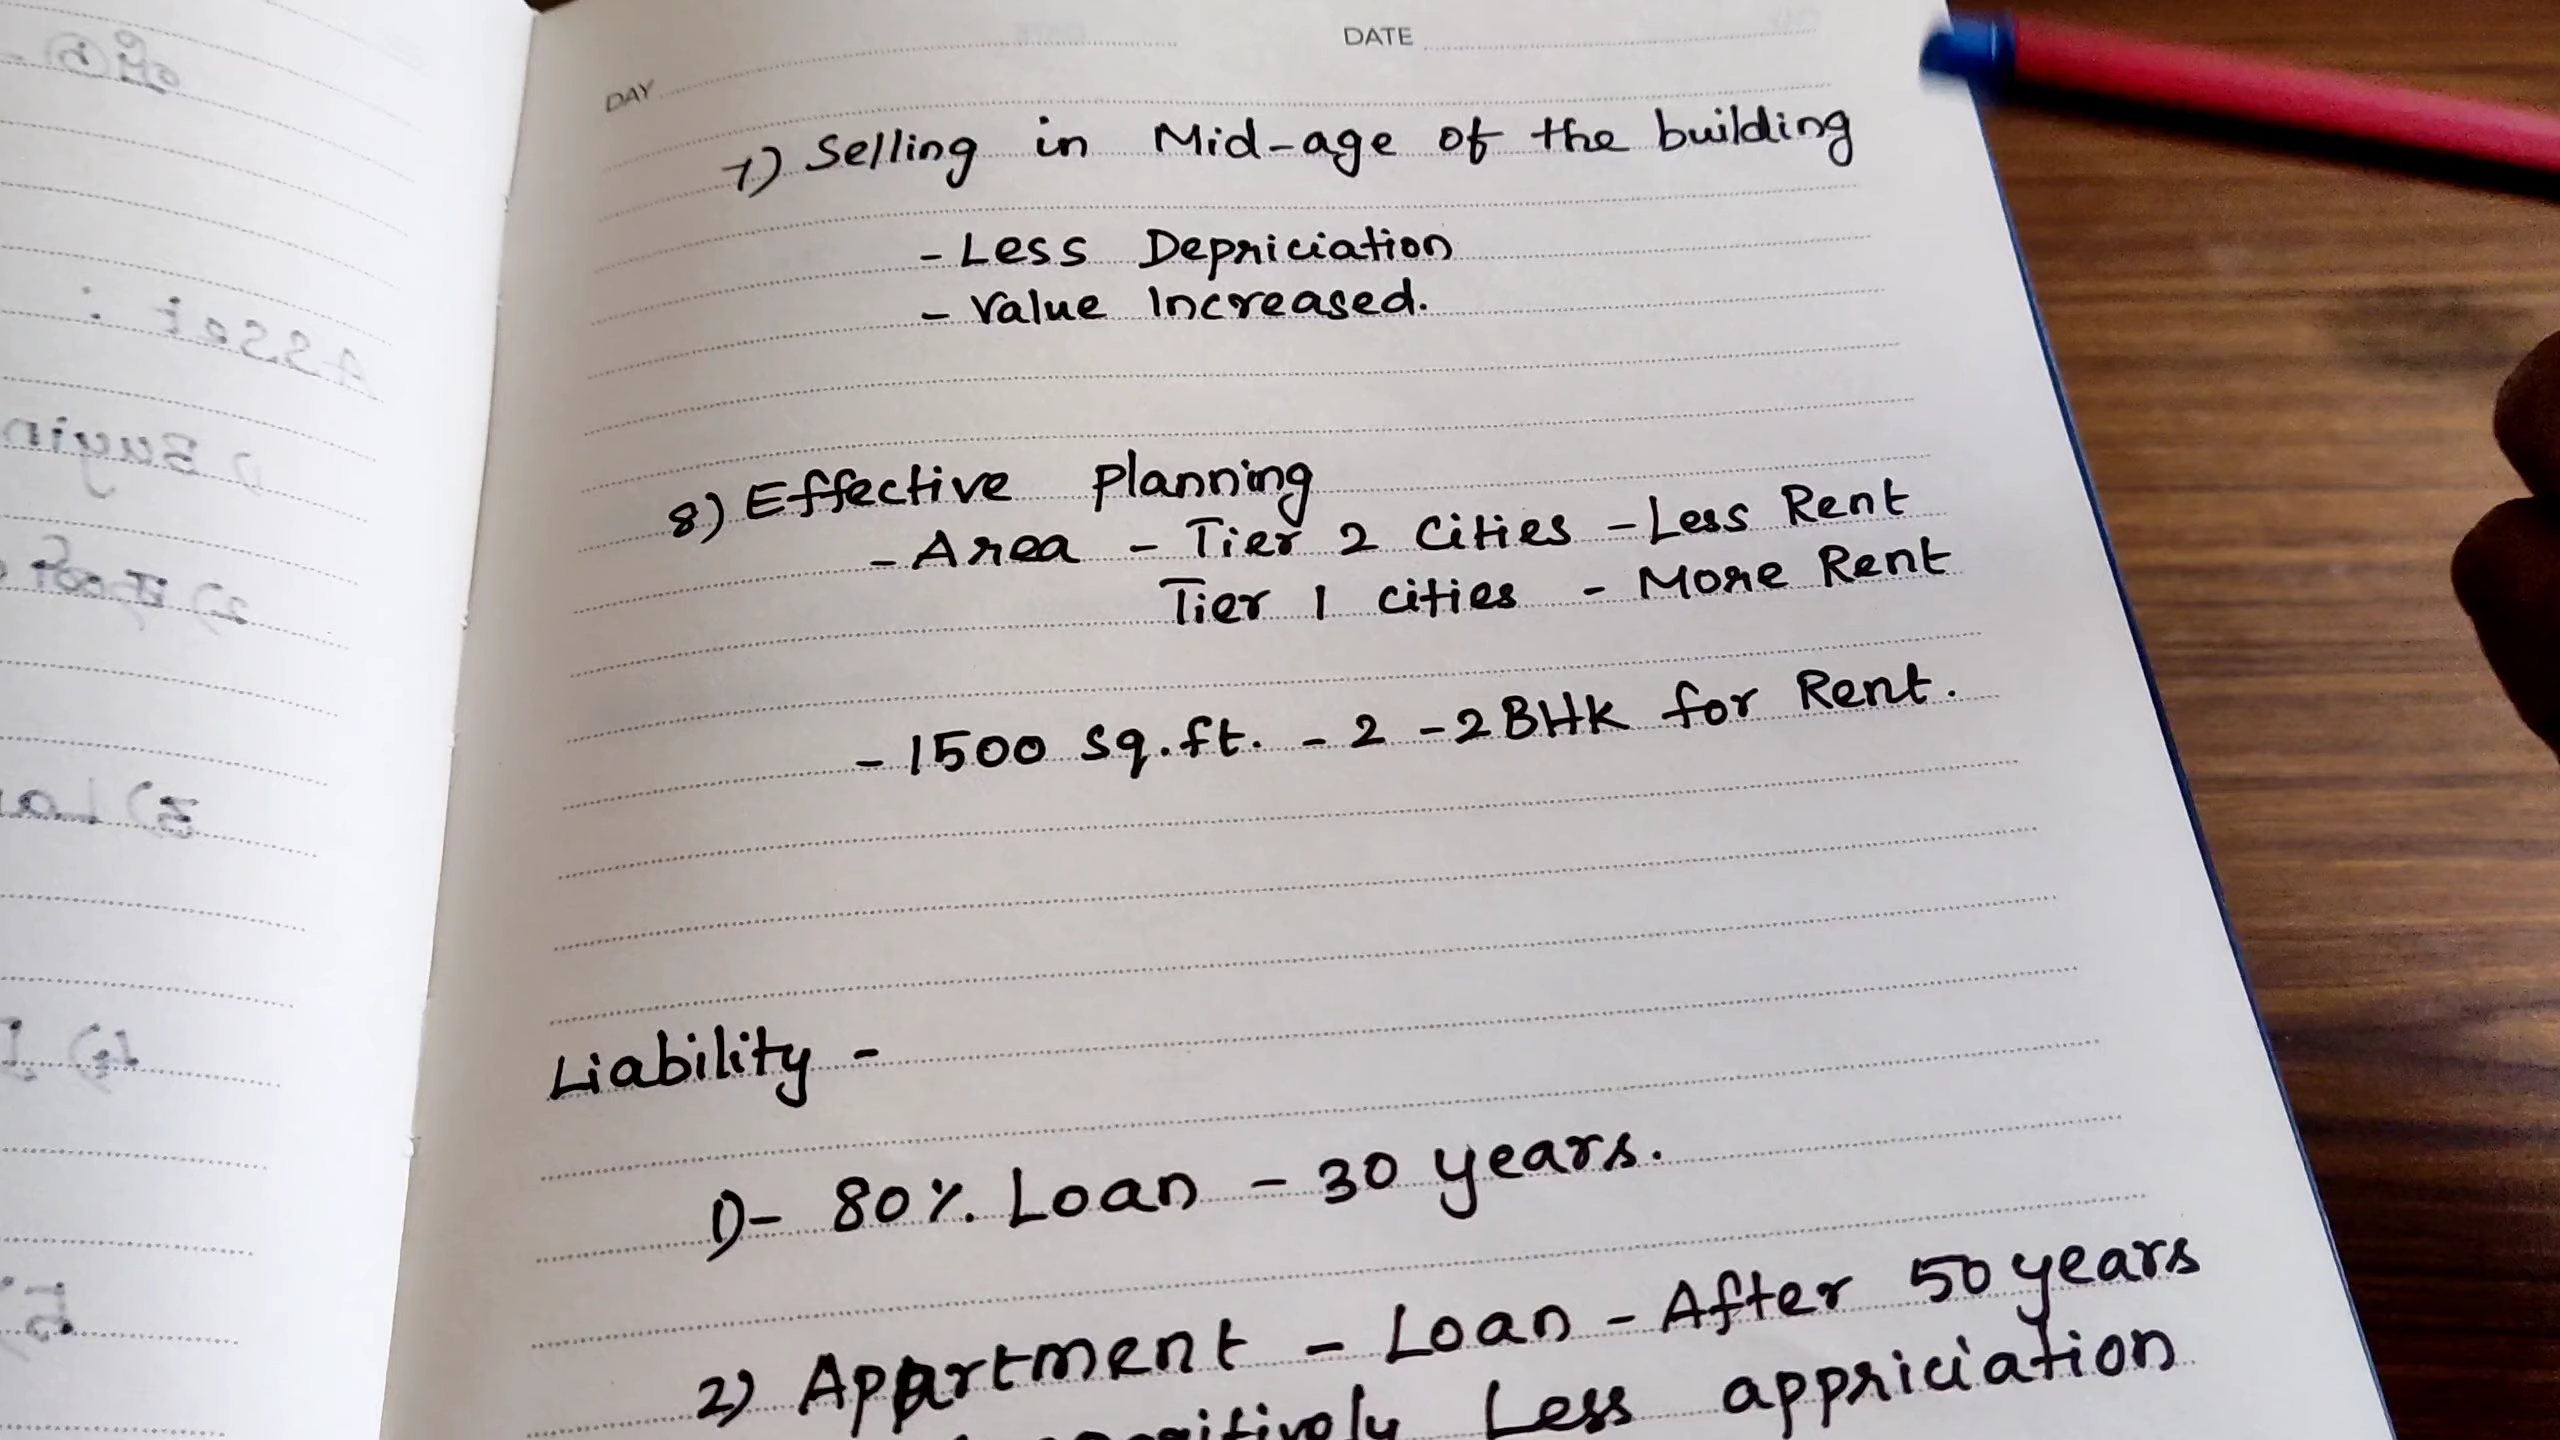 DAY
DATE
7) Selling in Mid-age of the building
- Less Depriciation
- Value Increased.
8) Effective Planning
- Area - Tier 2 Cities - Less Rent
Tier 1 cities - More Rent
- 1500 sq.ft. - 2 - 2BHK for Rent.
Liability -
1) - 80% Loan - 30 years.
2) Appartment - Loan - After 50 years
Less appriciation